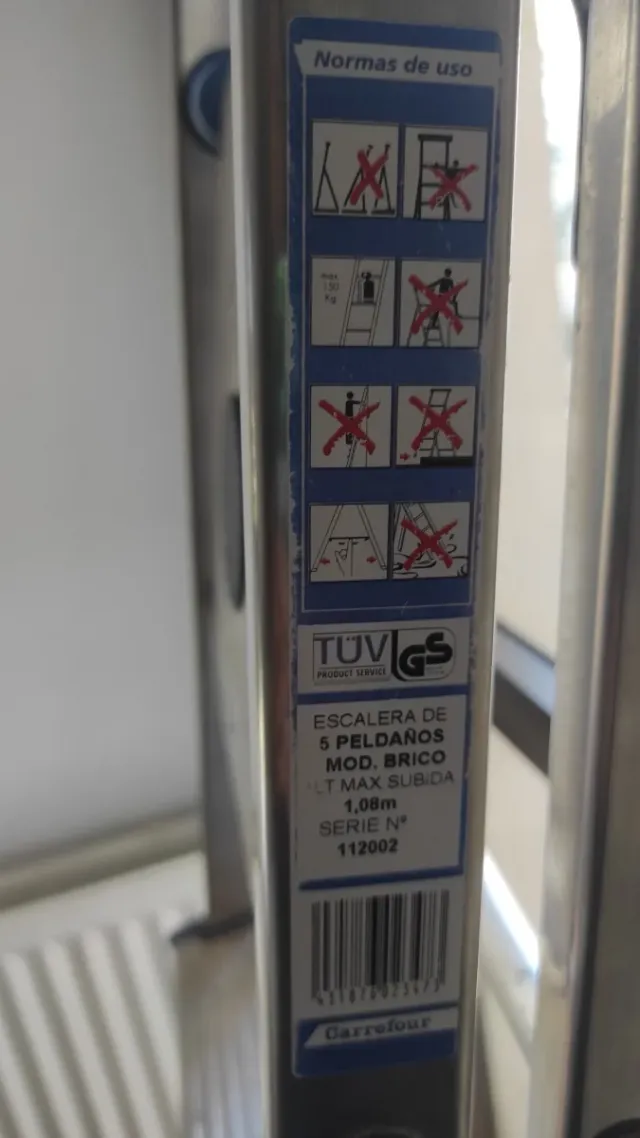 Normas de uso
max.
150
Kg
TÜV
PRODUCT SERVICE
GS
ESCALERA DE
5 PELDAÑOS
MOD. BRICO
LT MAX SUBIDA
1,08m
SERIE Nº
112002
Carrefour